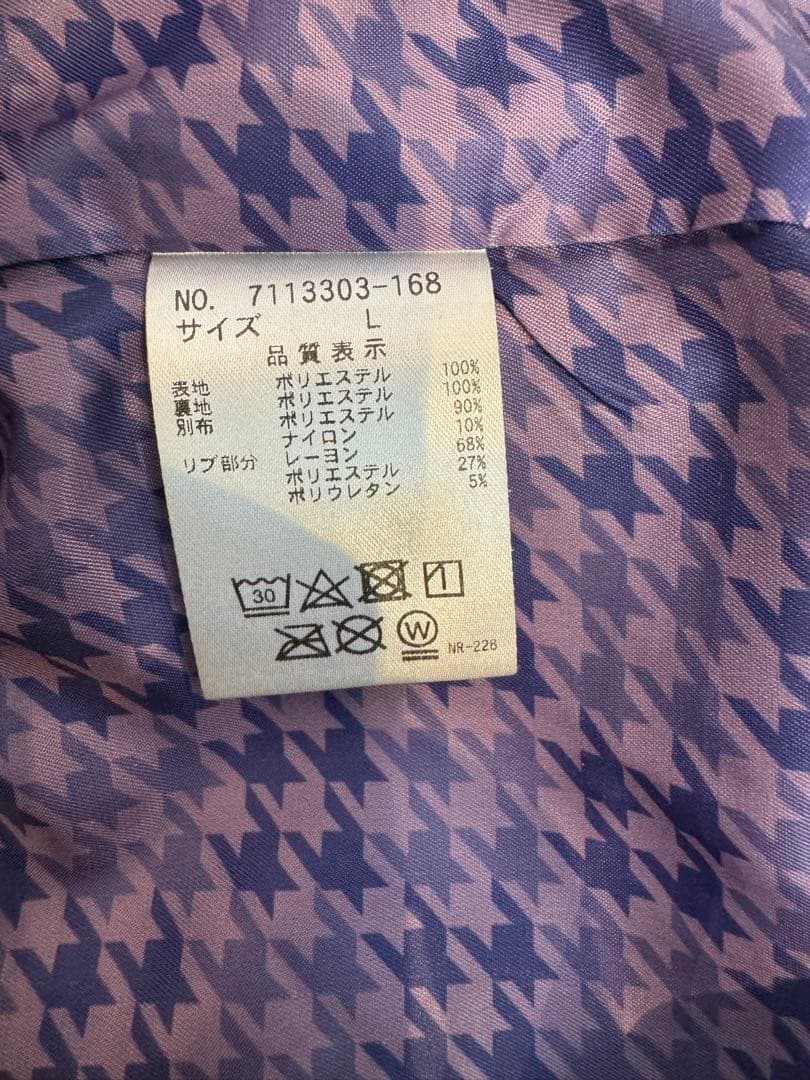 NO. 7113303-168
サイズ L
品質表示
表地 ポリエステル 100%
裏地 ポリエステル 100%
別布 ポリエステル 90%
ナイロン 10%
リブ部分 レーヨン 68%
ポリエステル 27%
ポリウレタン 5%
30
W
NR-226